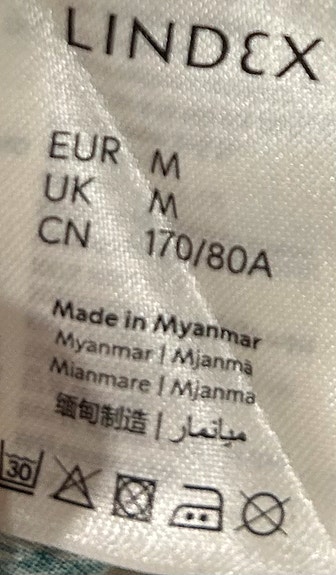 LINDEX
EUR M
UK M
CN 170/80A
Made in Myanmar
Myanmar | Mjanma
Mianmare | Mjanma
缅甸制造 | ميانمار
30